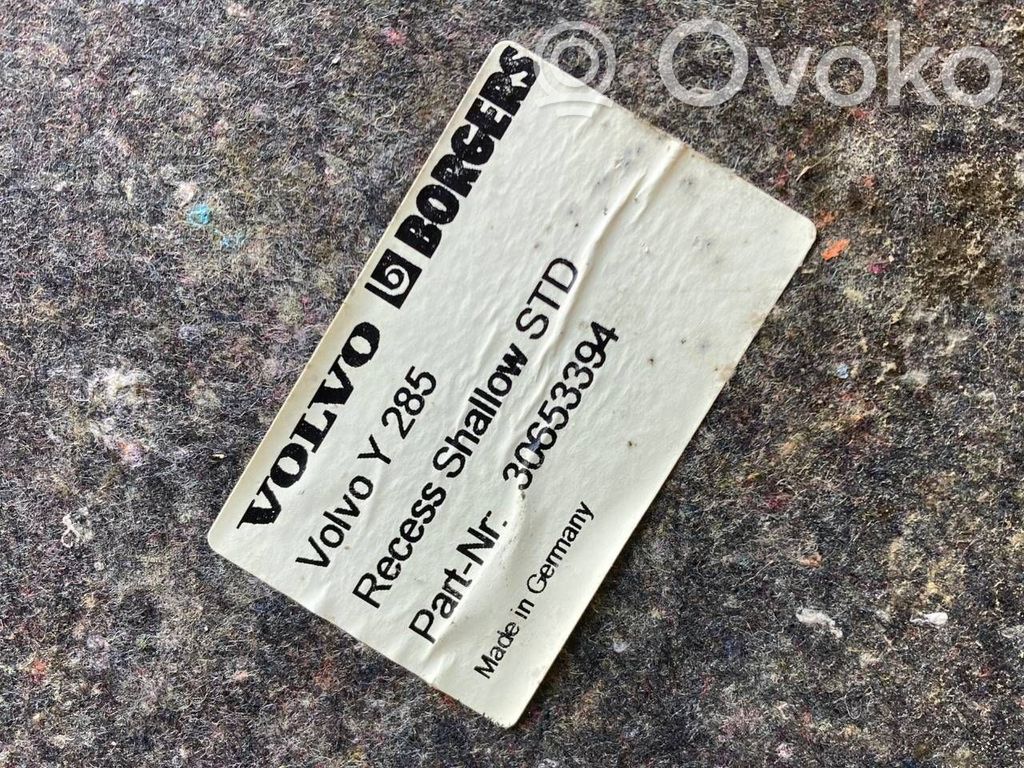 Ovoko
VOLVO BORGERS
Volvo Y 285
Recess Shallow STD
Part-Nr: 30653394
Made in Germany